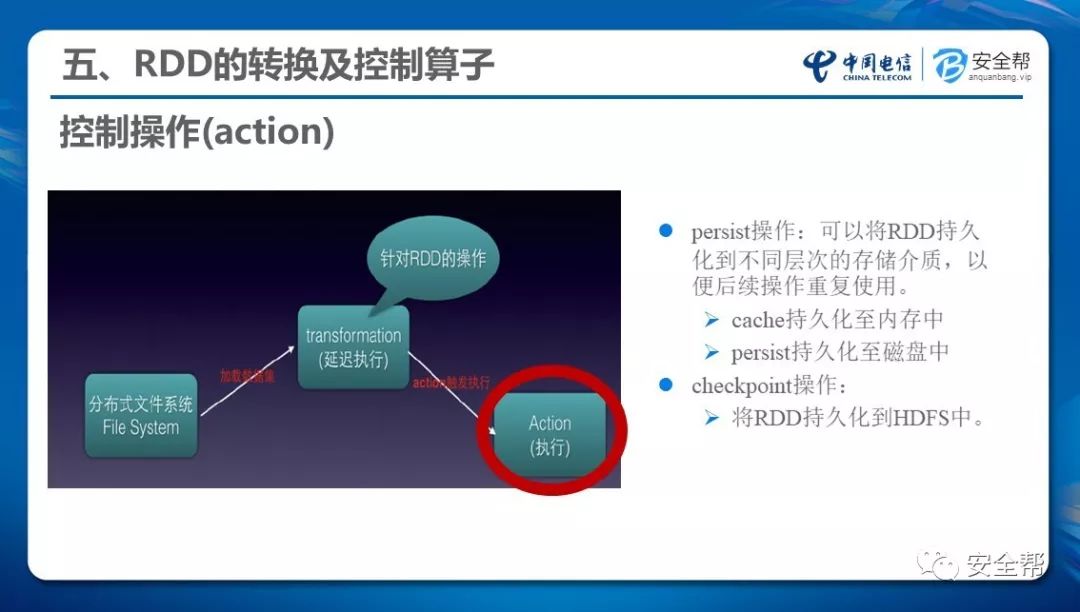 五、RDD的转换及控制算子
中国电信
CHINA TELECOM
安全帮
anquanbang.vip
控制操作(action)
针对RDD的操作
transformation
(延迟执行)
加载数据集
action触发执行
分布式文件系统
File System
Action
(执行)
persist操作：可以将RDD持久
化到不同层次的存储介质，以
便后续操作重复使用。
cache持久化至内存中
persist持久化至磁盘中
checkpoint操作：
将RDD持久化到HDFS中。
安全帮